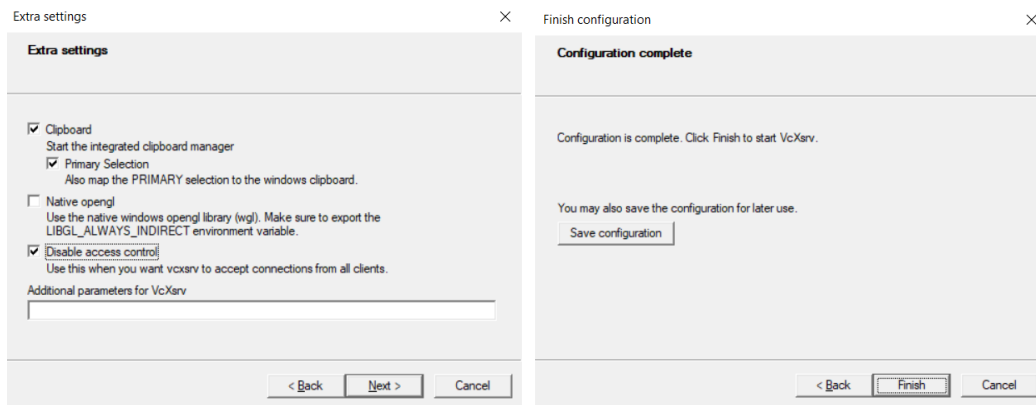 Extra settings
Extra settings
Clipboard
Start the integrated clipboard manager
Primary Selection
Also map the PRIMARY selection to the windows clipboard.
Native opengl
Use the native windows opengl library (wgl). Make sure to export the
LIBGL_ALWAYS_INDIRECT environment variable.
Disable access control
Use this when you want vcxsrv to accept connections from all clients.
Additional parameters for VcXsrv
< Back
Next >
Cancel
Finish configuration
Configuration complete
Configuration is complete. Click Finish to start VcXsrv.
You may also save the configuration for later use.
Save configuration
< Back
Finish
Cancel